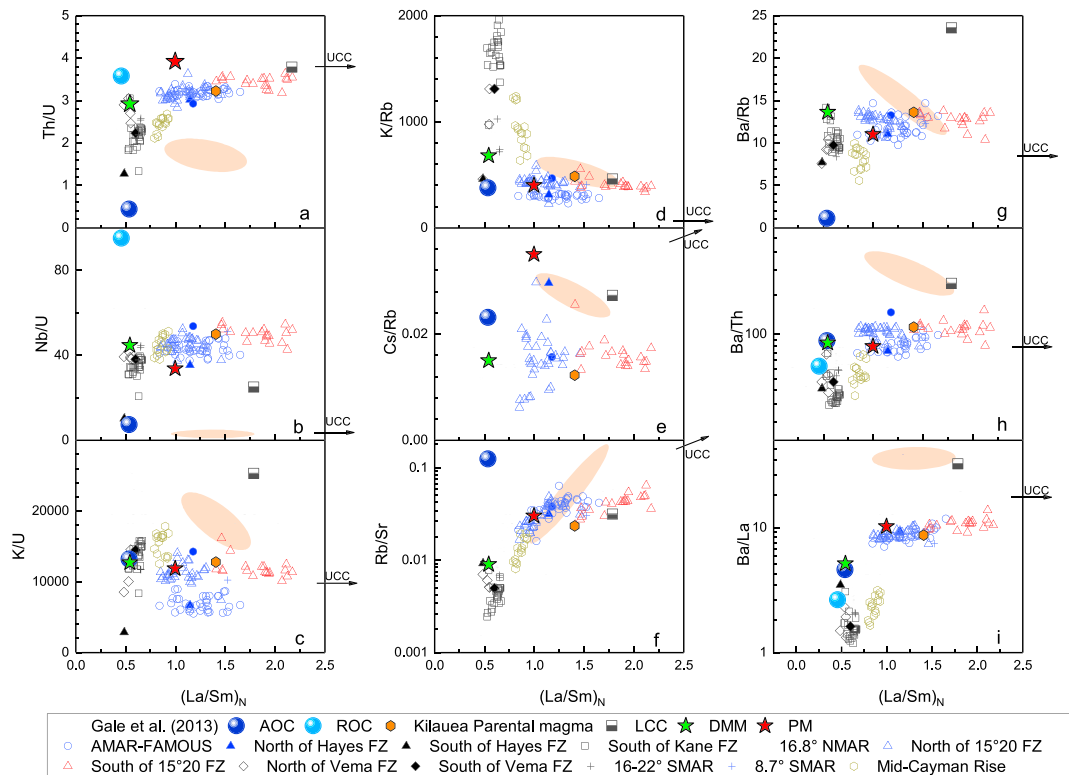 UCC
5
4
3
2
1
0
Th/U
a
2000
1600
1200
800
400
0
K/Rb
d
UCC
25
20
15
10
5
0
Ba/Rb
g
UCC
80
40
0
Nb/U
b
UCC
0.02
0.00
Cs/Rb
e
UCC
100
Ba/Th
h
UCC
20000
10000
0
K/U
c
UCC
0.1
0.01
0.001
Rb/Sr
f
UCC
10
1
Ba/La
i
UCC
0.0 0.5 1.0 1.5 2.0 2.5
0.0 0.5 1.0 1.5 2.0 2.5
0.0 0.5 1.0 1.5 2.0 2.5
(La/Sm)N
(La/Sm)N
(La/Sm)N
Gale et al. (2013) AOC ROC Kilauea Parental magma LCC DMM PM
AMAR-FAMOUS North of Hayes FZ South of Hayes FZ South of Kane FZ 16.8° NMAR North of 15°20 FZ
South of 15°20 FZ North of Vema FZ South of Vema FZ 16-22° SMAR 8.7° SMAR Mid-Cayman Rise